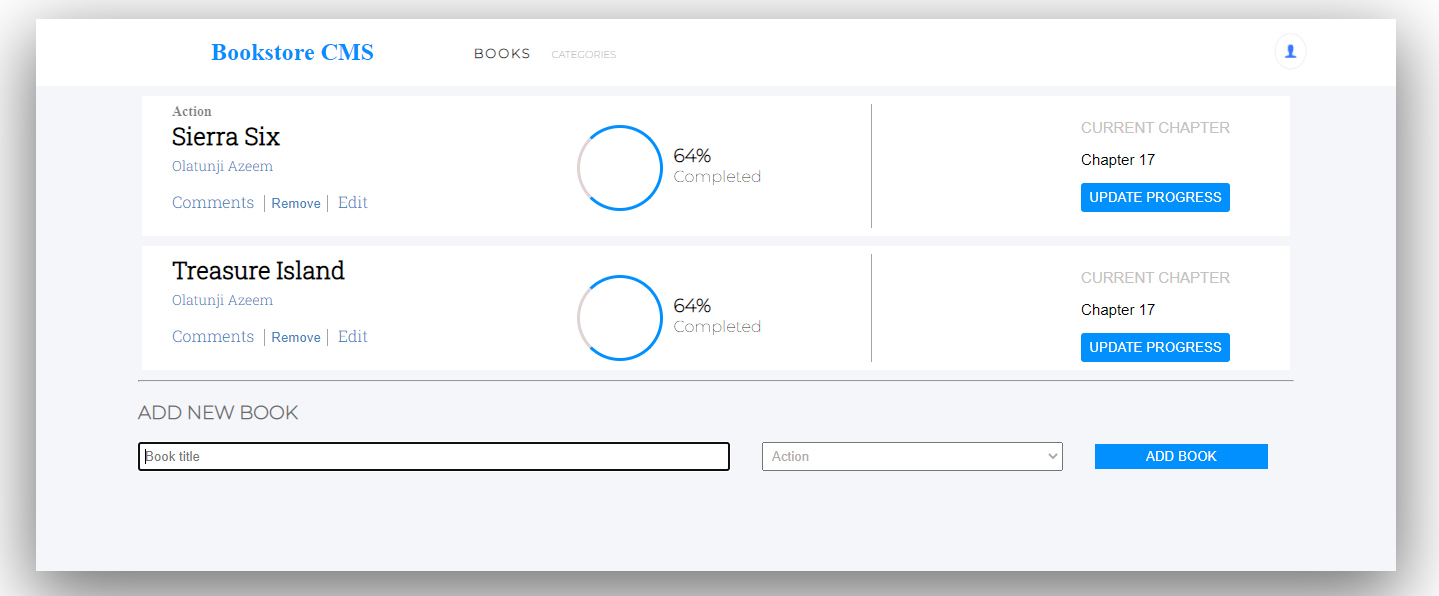 Bookstore CMS BOOKS CATEGORIES
Action
Sierra Six
Olatunji Azeem
Comments Remove Edit
64%
Completed
CURRENT CHAPTER
Chapter 17
UPDATE PROGRESS
Treasure Island
Olatunji Azeem
Comments Remove Edit
64%
Completed
CURRENT CHAPTER
Chapter 17
UPDATE PROGRESS
ADD NEW BOOK
Book title Action ADD BOOK